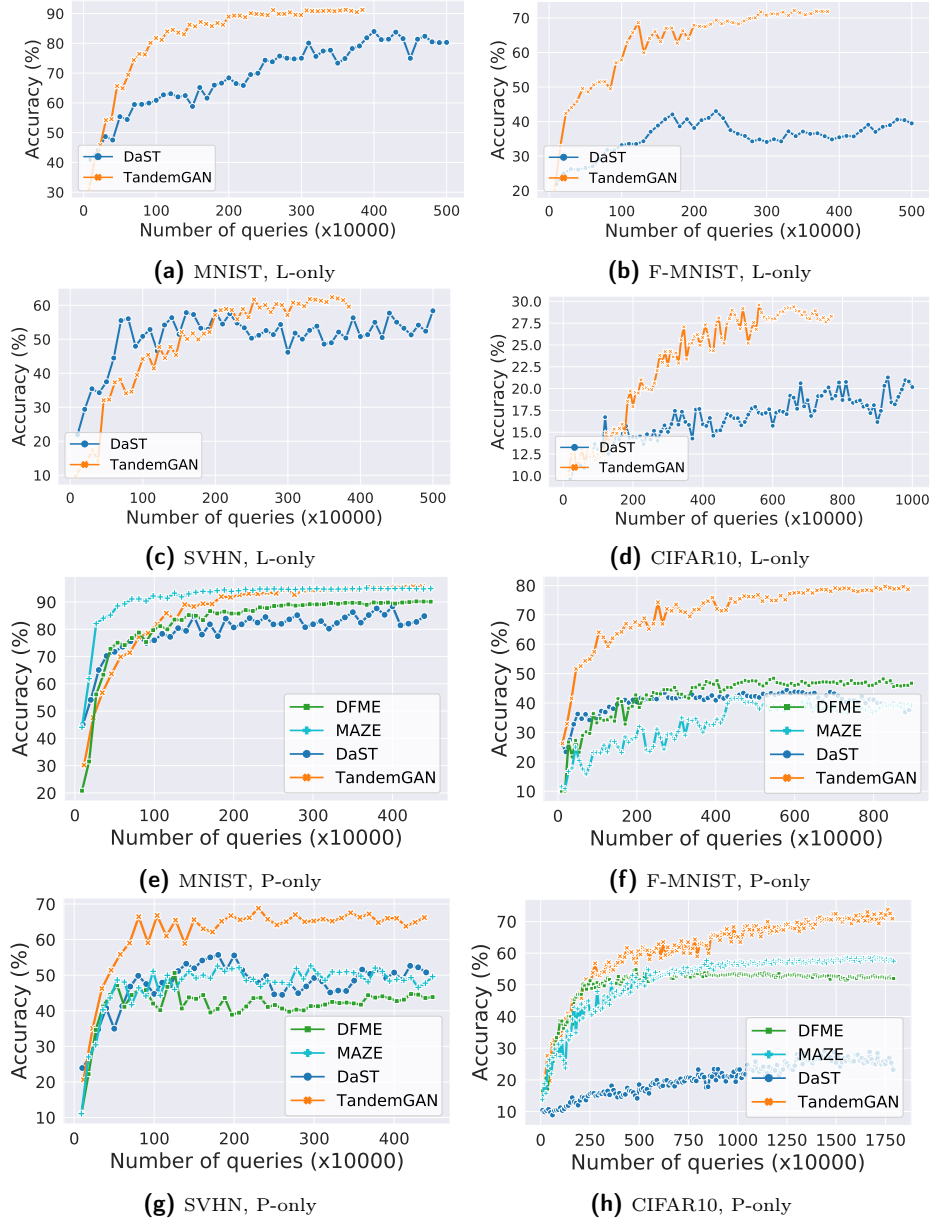 Accuracy (%)
90
80
70
60
50
40
30
DaST
TandemGAN
0 100 200 300 400 500
Number of queries (x10000)
(a) MNIST, L-only
Accuracy (%)
70
60
50
40
30
20
DaST
TandemGAN
0 100 200 300 400 500
Number of queries (x10000)
(b) F-MNIST, L-only
Accuracy (%)
60
50
40
30
20
10
DaST
TandemGAN
0 100 200 300 400 500
Number of queries (x10000)
(c) SVHN, L-only
Accuracy (%)
30.0
27.5
25.0
22.5
20.0
17.5
15.0
12.5
10.0
DaST
TandemGAN
0 200 400 600 800 1000
Number of queries (x10000)
(d) CIFAR10, L-only
Accuracy (%)
90
80
70
60
50
40
30
20
DFME
MAZE
DaST
TandemGAN
0 100 200 300 400
Number of queries (x10000)
(e) MNIST, P-only
Accuracy (%)
80
70
60
50
40
30
20
10
DFME
MAZE
DaST
TandemGAN
0 200 400 600 800
Number of queries (x10000)
(f) F-MNIST, P-only
Accuracy (%)
70
60
50
40
30
20
10
DFME
MAZE
DaST
TandemGAN
0 100 200 300 400
Number of queries (x10000)
(g) SVHN, P-only
Accuracy (%)
70
60
50
40
30
20
10
DFME
MAZE
DaST
TandemGAN
0 250 500 750 1000 1250 1500 1750
Number of queries (x10000)
(h) CIFAR10, P-only